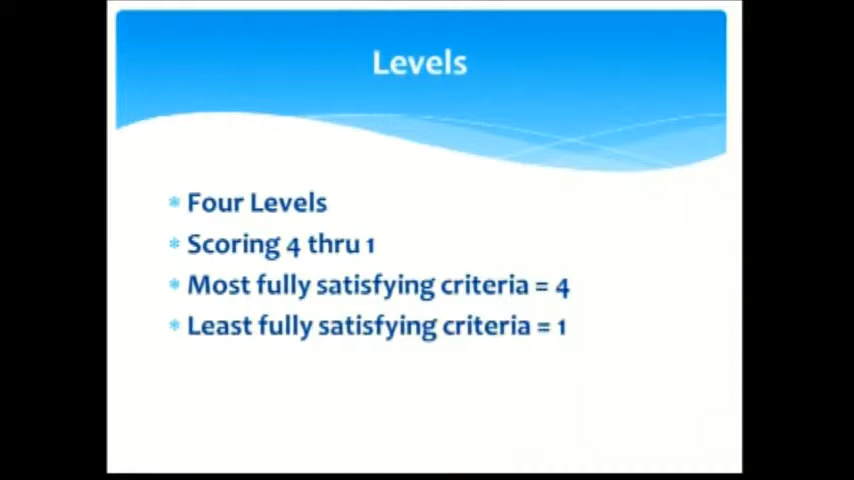 Levels
Four Levels
Scoring 4 thru 1
Most fully satisfying criteria = 4
Least fully satisfying criteria = 1